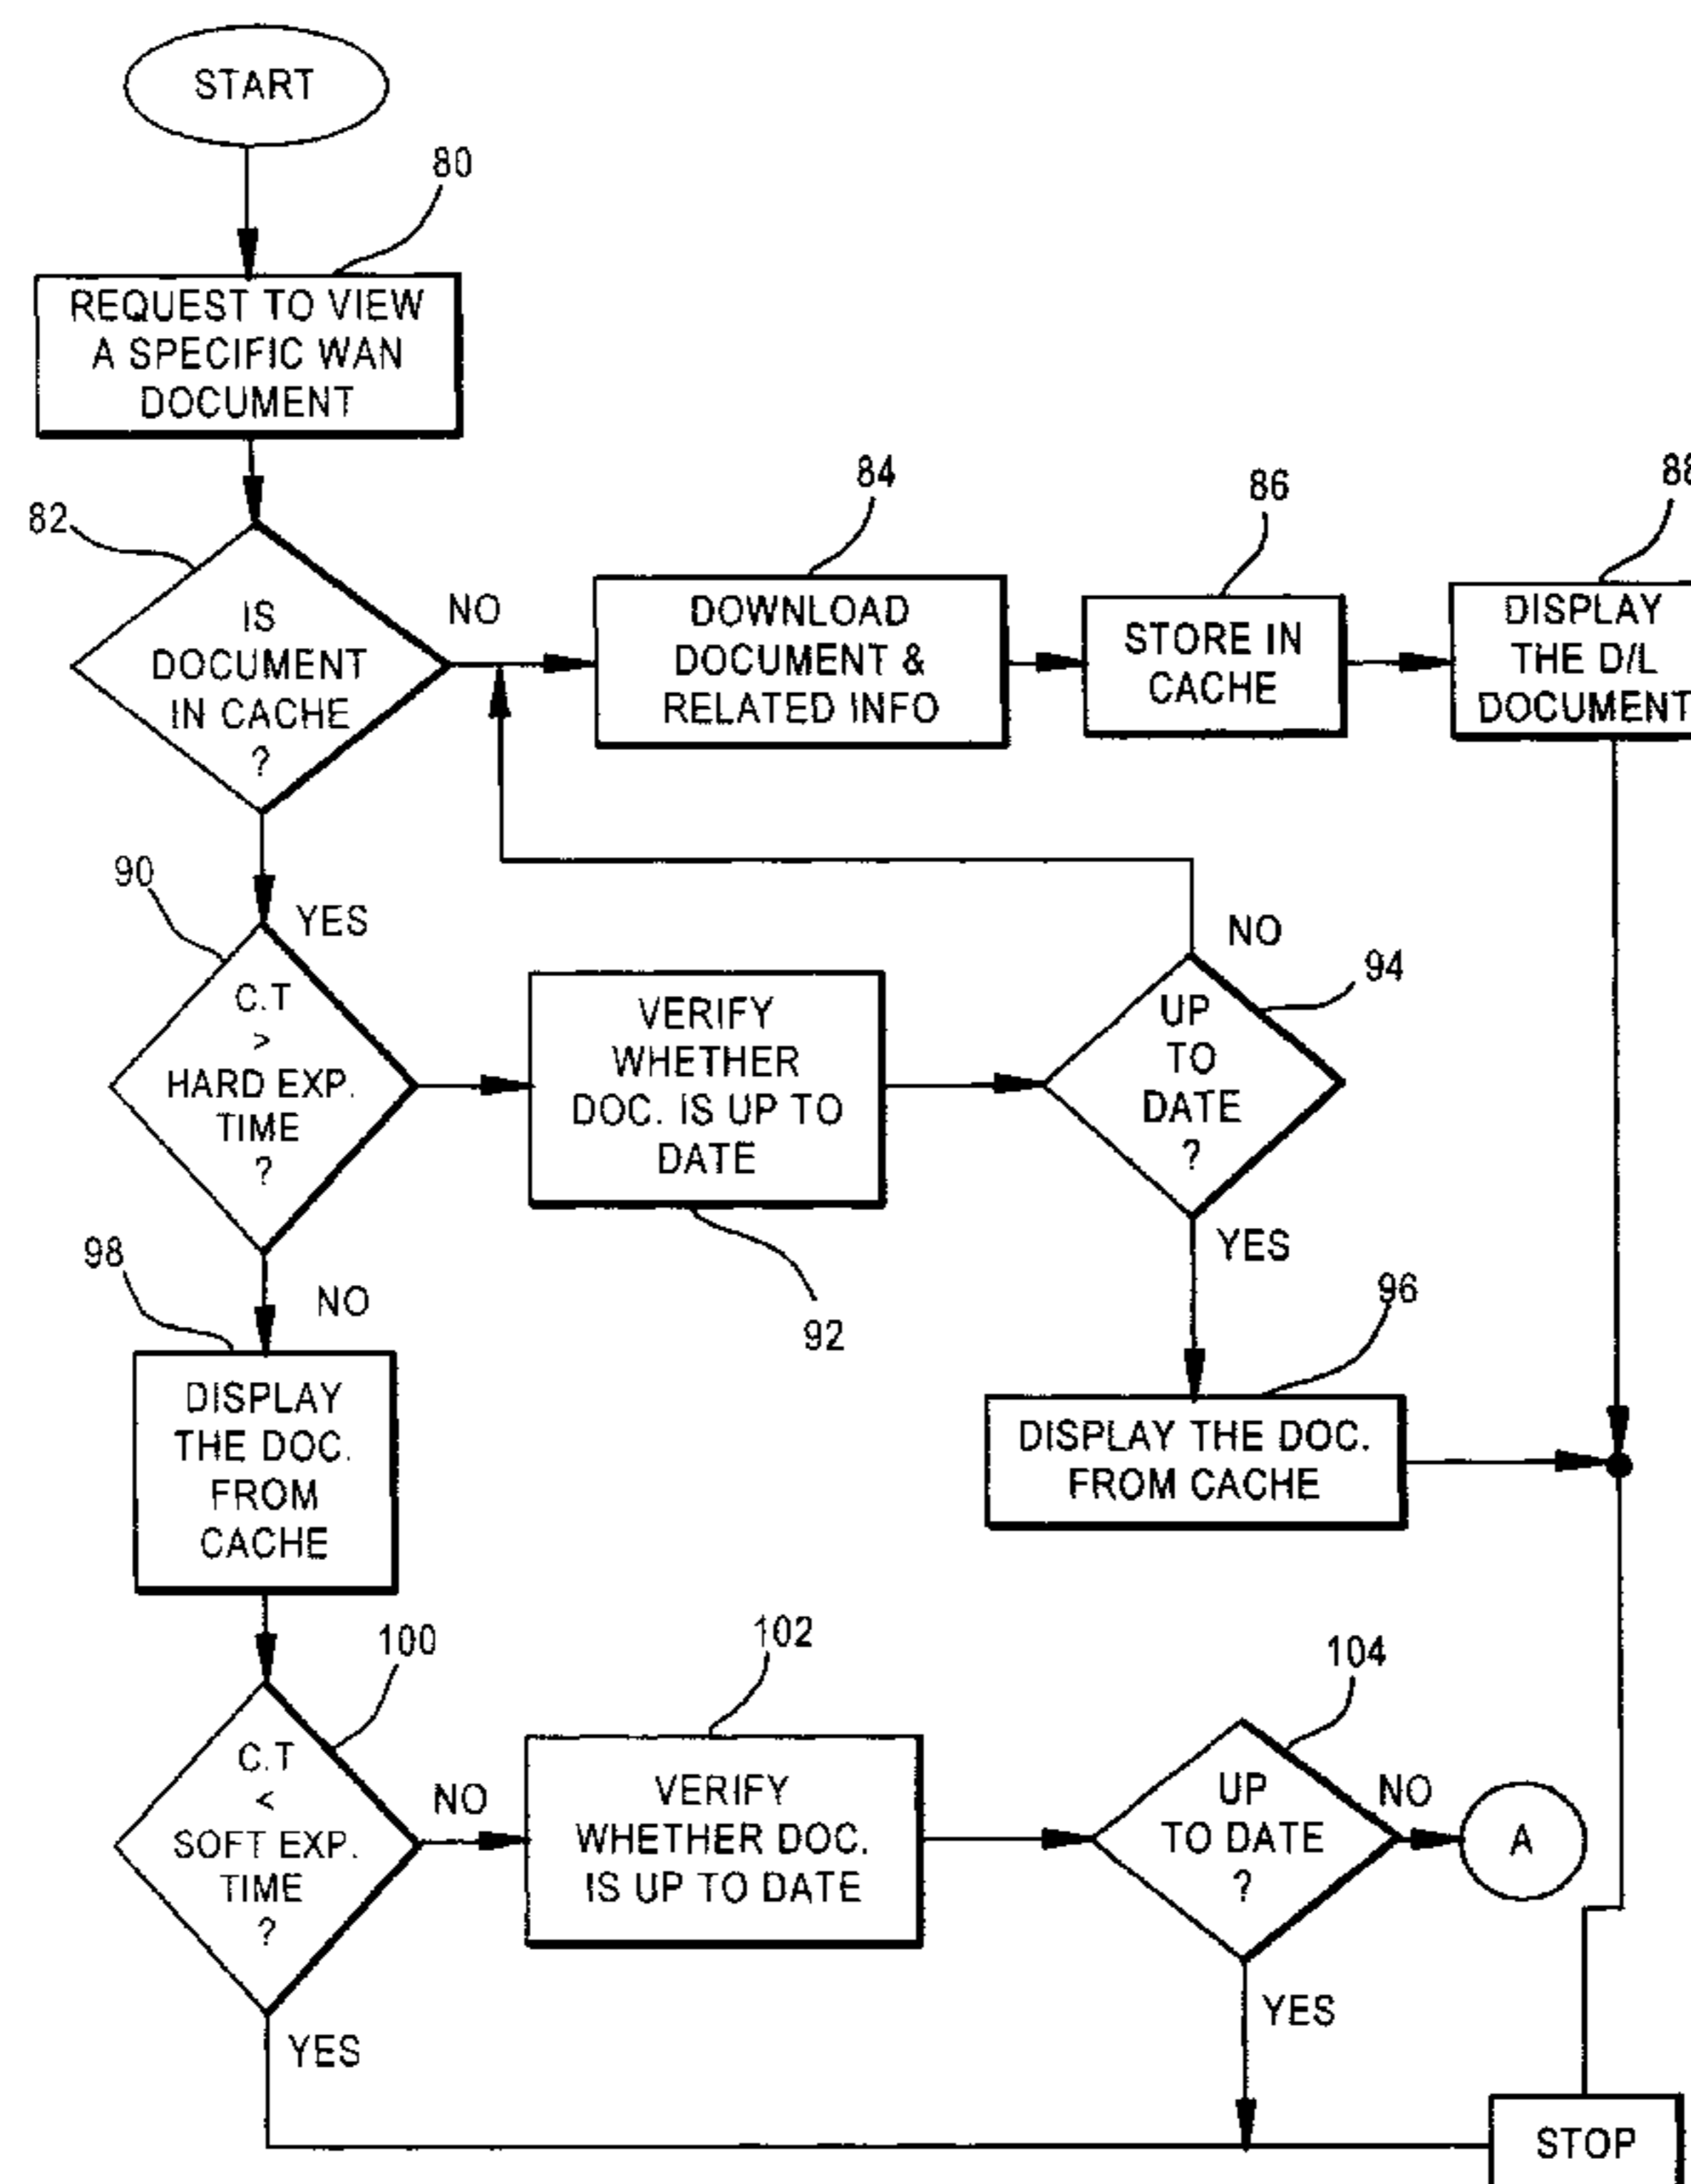 START
80
REQUEST TO VIEW
A SPECIFIC WAN
DOCUMENT
82
IS
DOCUMENT
IN CACHE
?
NO
84
DOWNLOAD
DOCUMENT &
RELATED INFO
86
STORE IN
CACHE
88
DISPLAY
THE D/L
DOCUMENT
90
YES
C.T
>
HARD EXP.
TIME
?
VERIFY
WHETHER
DOC. IS UP TO
DATE
92
NO
94
UP
TO
DATE
?
YES
96
DISPLAY THE DOC.
FROM CACHE
98
NO
DISPLAY
THE DOC.
FROM
CACHE
100
C.T
<
SOFT EXP.
TIME
?
NO
102
VERIFY
WHETHER DOC.
IS UP TO DATE
104
UP
TO DATE
?
NO
A
YES
YES
STOP